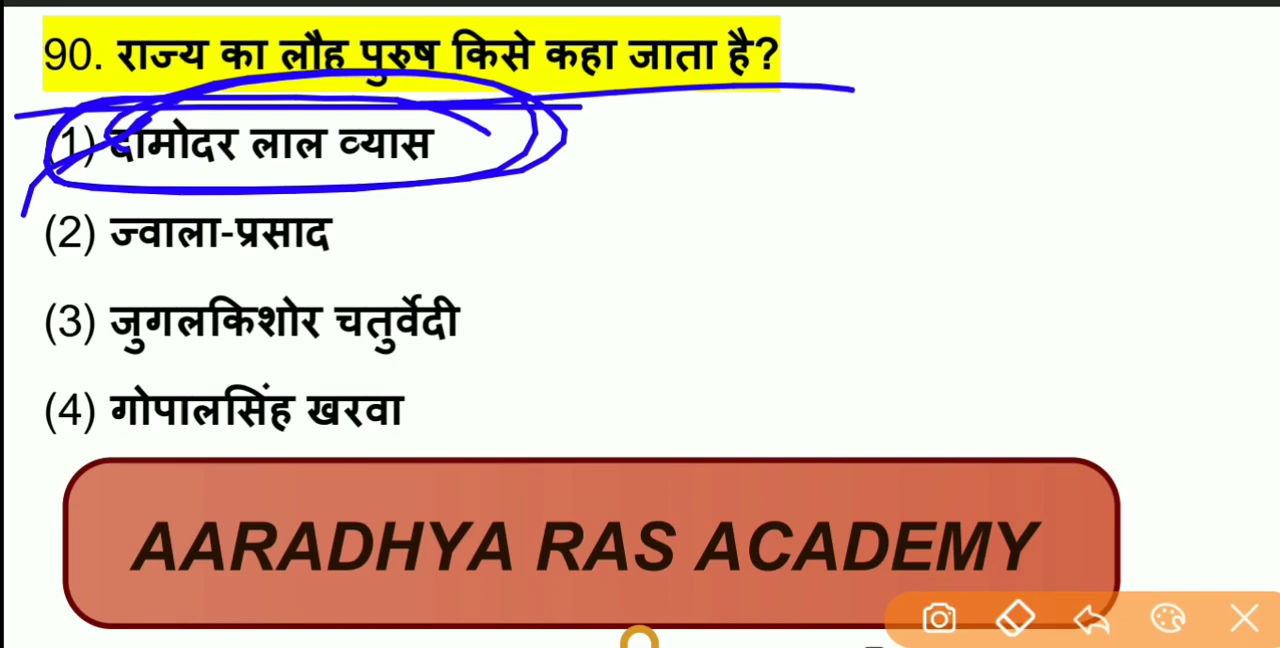 90. राज्य का लौह पुरुष किसे कहा जाता है?
(1) दामोदर लाल व्यास
(2) ज्वाला-प्रसाद
(3) जुगलकिशोर चतुर्वेदी
(4) गोपालसिंह खरवा
AARADHYA RAS ACADEMY